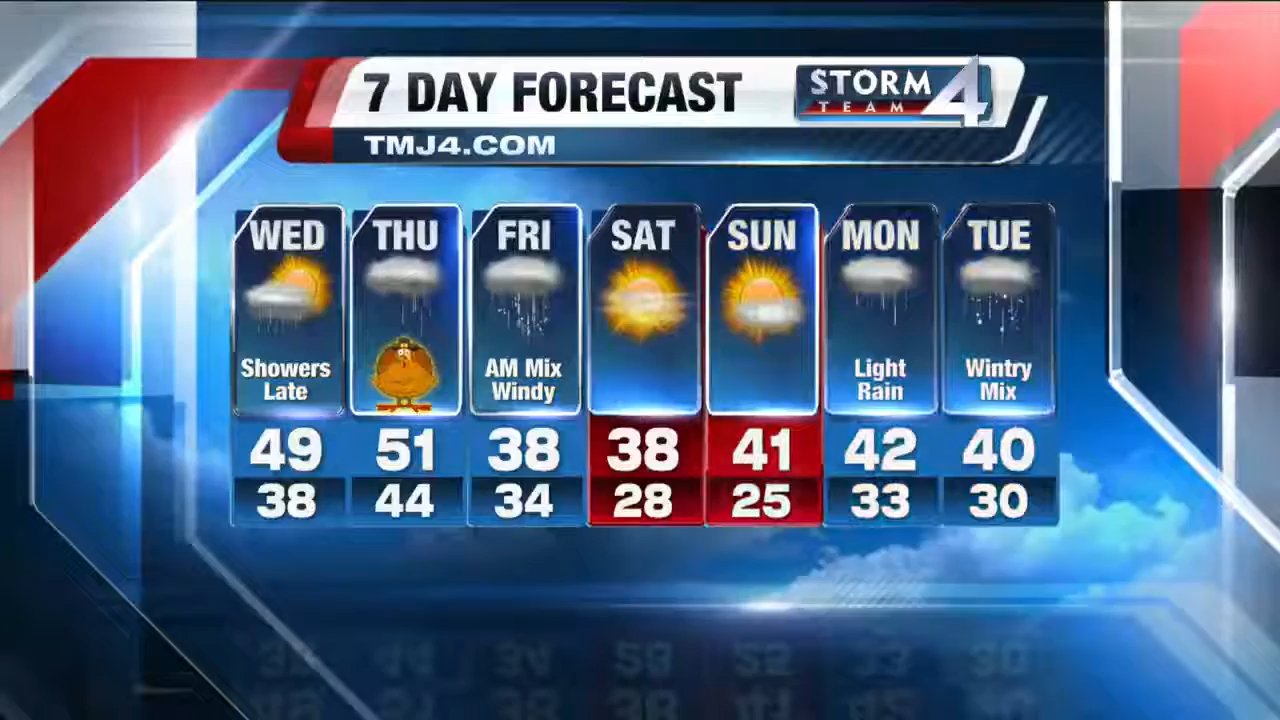 7 DAY FORECAST
STORM
TEAM 4
TMJ4.COM
WED THU FRI SAT SUN MON TUE
Showers Late
AM Mix Windy
Light Rain
Wintry Mix
49 51 38 38 41 42 40
38 44 34 28 25 33 30